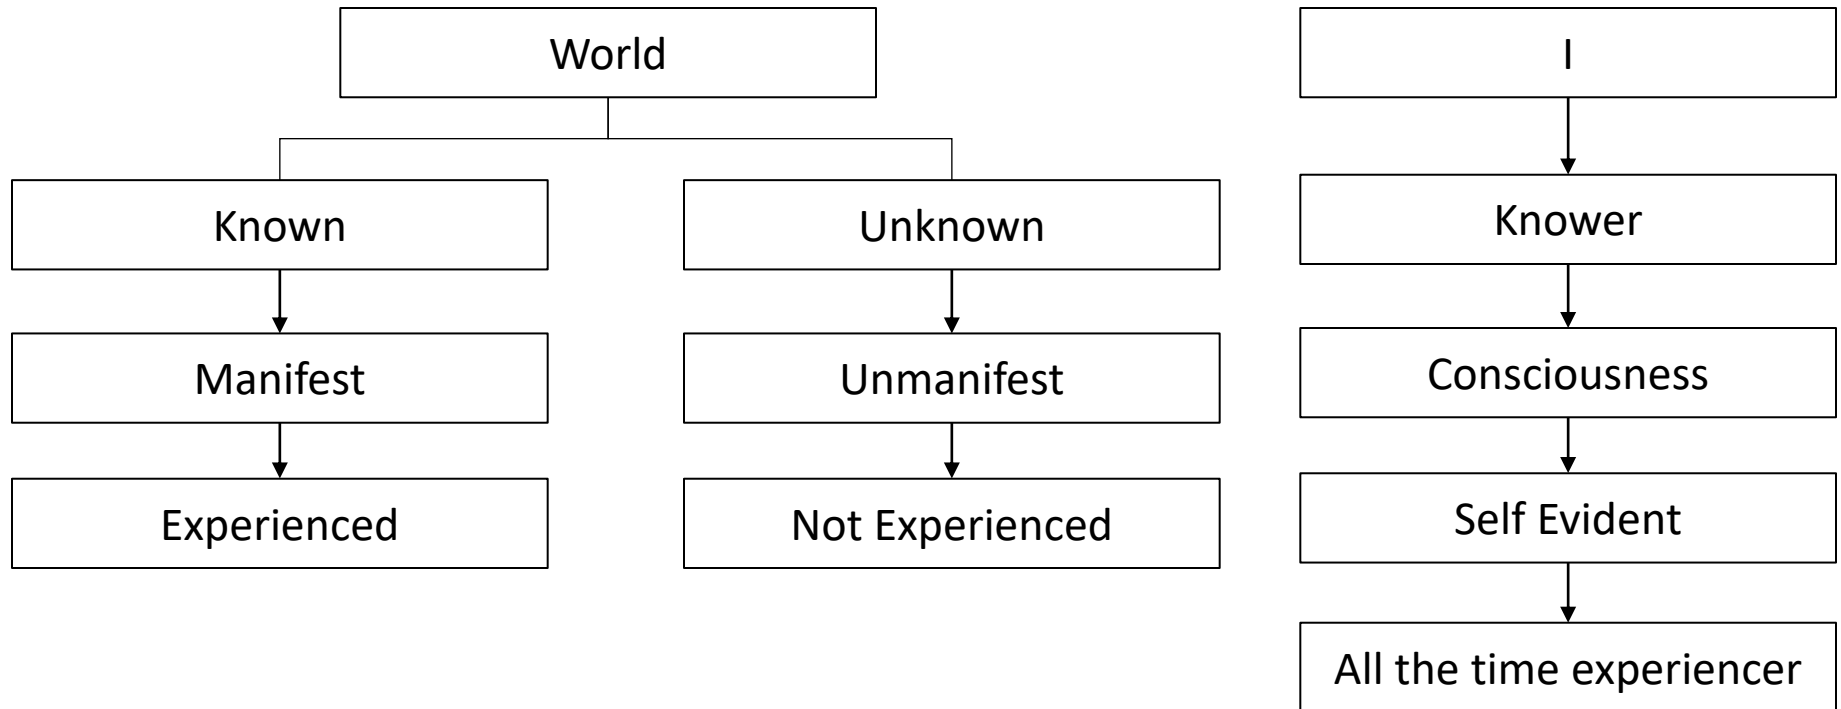 World
Known
Manifest
Experienced
Unknown
Unmanifest
Not Experienced
I
Knower
Consciousness
Self Evident
All the time experiencer